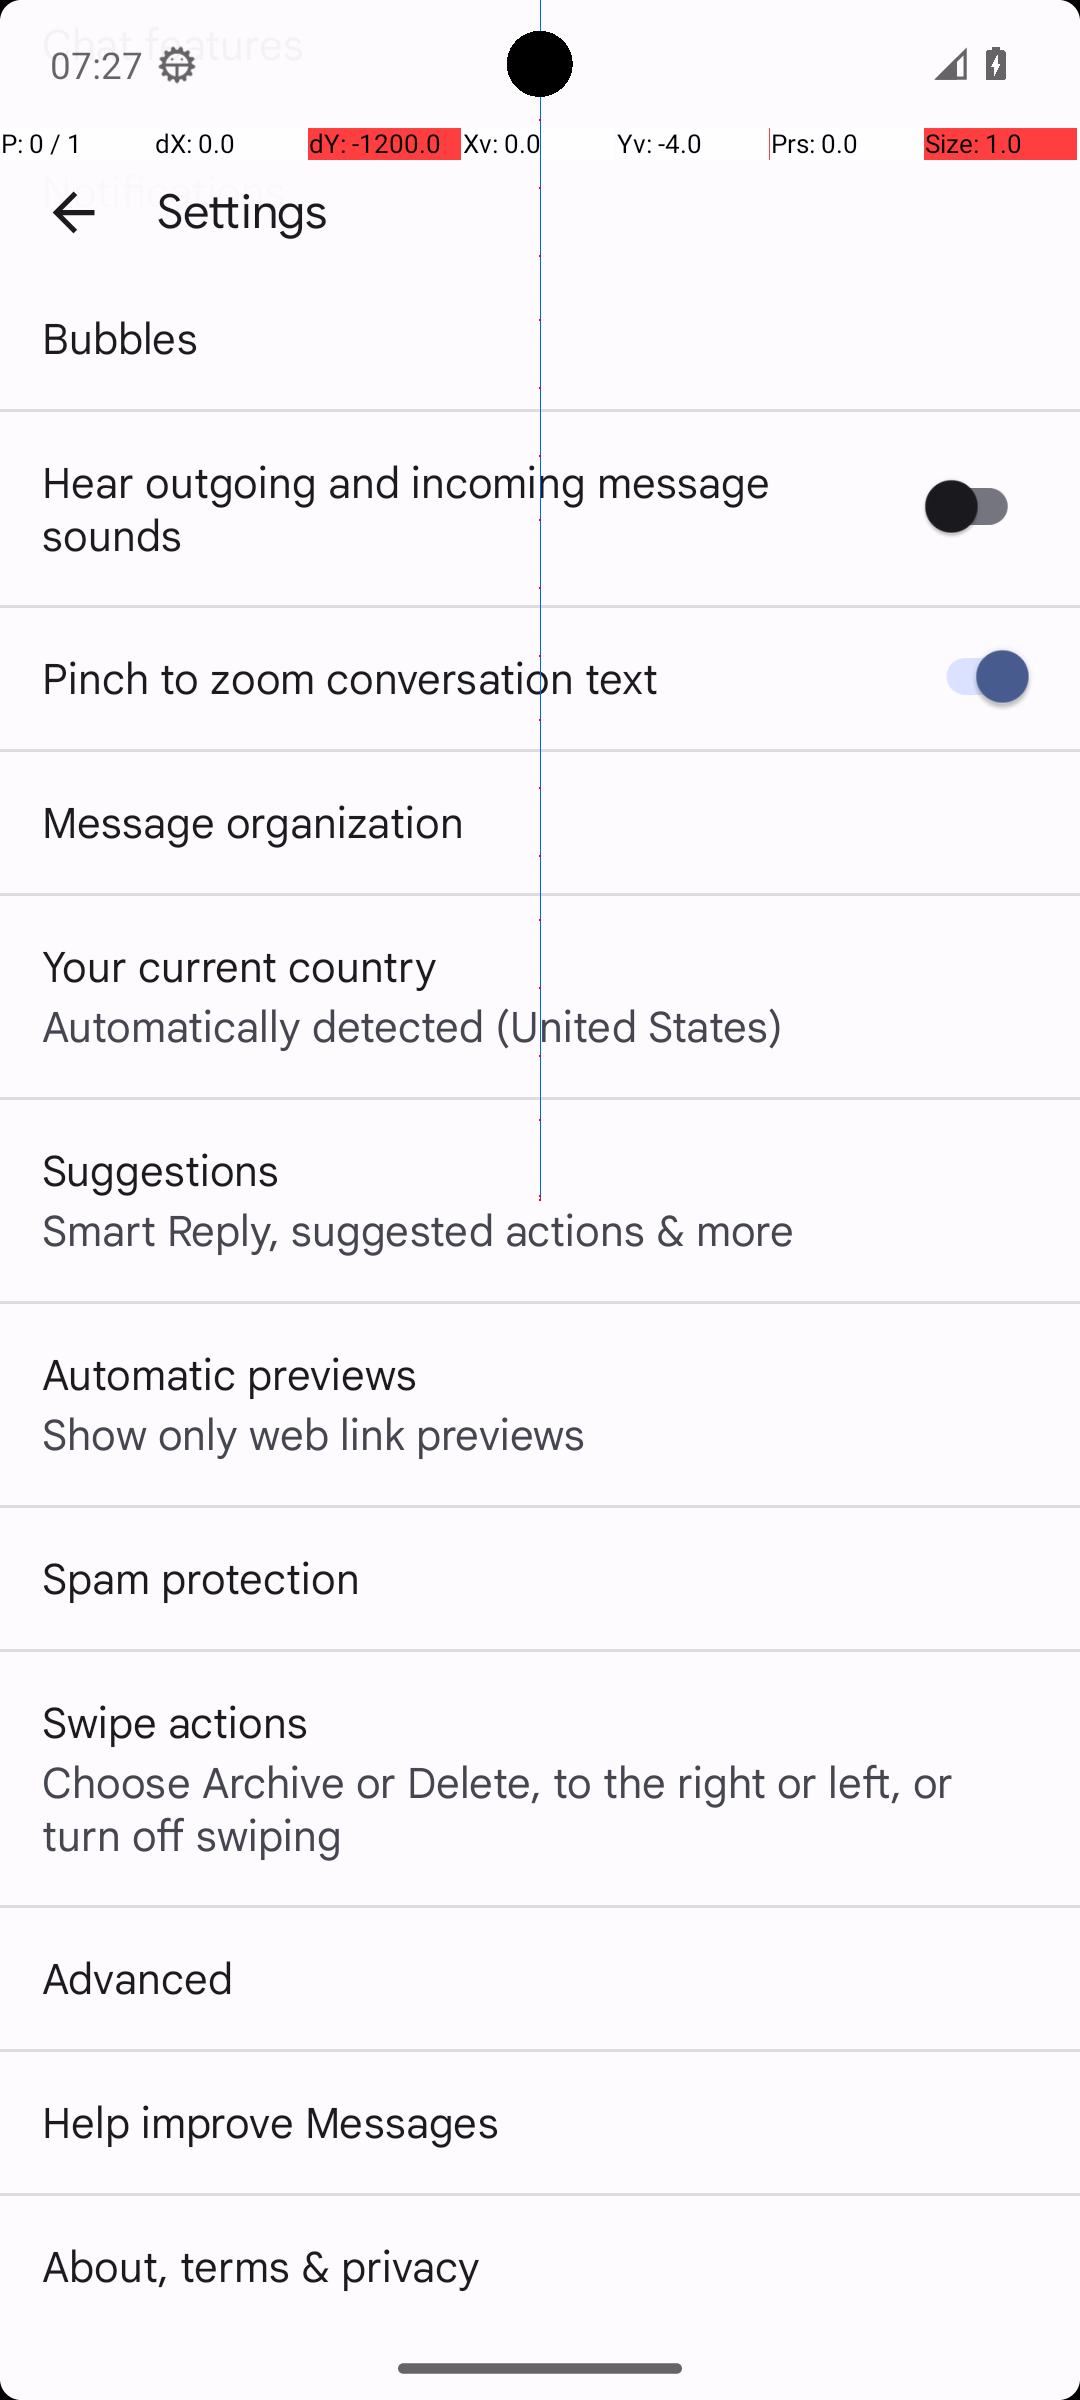 Chat features
07:27
P: 0 / 1 dX: 0.0 dY: -1200.0 Xv: 0.0 Yv: -4.0 Prs: 0.0 Size: 1.0
Notifications
Settings
Bubbles
Hear outgoing and incoming message
sounds
Pinch to zoom conversation text
Message organization
Your current country
Automatically detected (United States)
Suggestions
Smart Reply, suggested actions & more
Automatic previews
Show only web link previews
Spam protection
Swipe actions
Choose Archive or Delete, to the right or left, or
turn off swiping
Advanced
Help improve Messages
About, terms & privacy